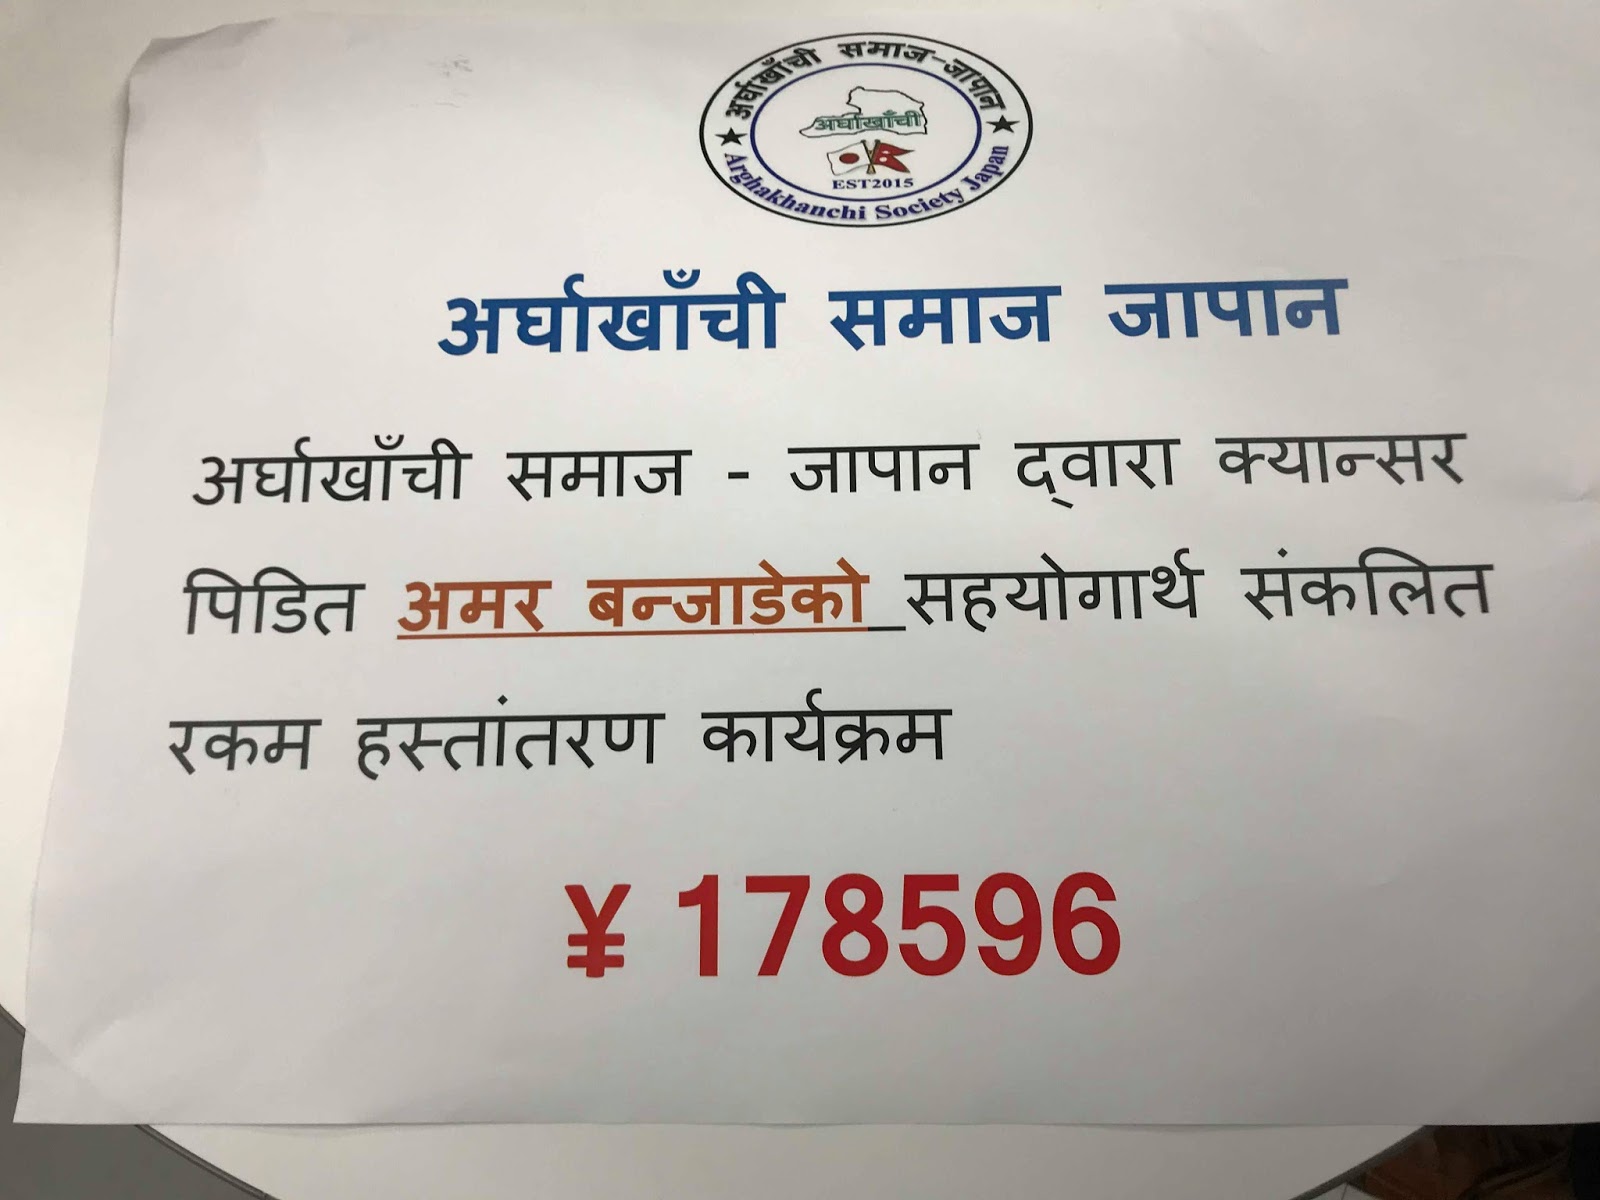 अर्घाखाँची समाज-जापान
अर्घाखाँची
EST2015
Arghakhanchi Society Japan
अर्घाखाँची समाज जापान
अर्घाखाँची समाज - जापान द्वारा क्यान्सर
पिडित अमर बन्जाडेको सहयोगार्थ संकलित
रकम हस्तांतरण कार्यक्रम
¥ 178596